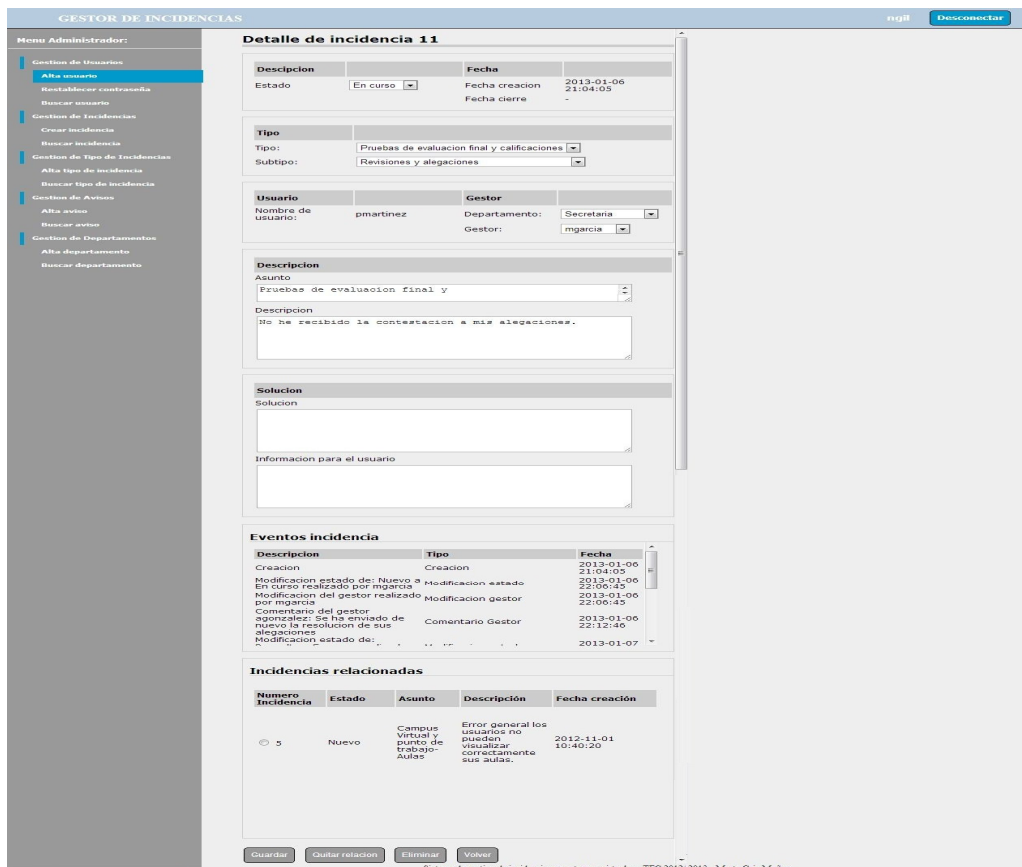 GESTOR DE INCIDENCIAS
ngil
Desconectar
Menu Administrador:
Gestion de Usuarios
Alta usuario
Restablecer contraseña
Buscar usuario
Gestion de Incidencias
Crear incidencia
Buscar incidencia
Gestion de Tipo de Incidencias
Alta tipo de incidencia
Buscar tipo de incidencia
Gestion de Avisos
Alta aviso
Buscar aviso
Gestion de Departamentos
Alta departamento
Buscar departamento
Detalle de incidencia 11
Descipcion Fecha
Estado En curso Fecha creacion 2013-01-06 21:04:05
Fecha cierre -
Tipo
Tipo: Pruebas de evaluacion final y calificaciones
Subtipo: Revisiones y alegaciones
Usuario Gestor
Nombre de usuario: pmartinez Departamento: Secretaria
Gestor: mgarcia
Descripcion
Asunto
Pruebas de evaluacion final y
Descripcion
No he recibido la contestacion a mis alegaciones.
Solucion
Solucion
Informacion para el usuario
Eventos incidencia
Descripcion Tipo Fecha
Creacion Creacion 2013-01-06 21:04:05
Modificacion estado de: Nuevo a En curso realizado por mgarcia Modificacion estado 2013-01-06 22:06:45
Modificacion del gestor realizado por mgarcia Modificacion gestor 2013-01-06 22:06:45
Comentario del gestor agonzalez: Se ha enviado de nuevo la resolucion de sus alegaciones Comentario Gestor 2013-01-06 22:12:46
Modificacion estado de: 2013-01-07
Incidencias relacionadas
Numero Incidencia Estado Asunto Descripción Fecha creación
5 Nuevo Campus Virtual y punto de trabajo-Aulas Error general los usuarios no pueden visualizar correctamente sus aulas. 2012-11-01 10:40:20
Guardar Quitar relacion Eliminar Volver